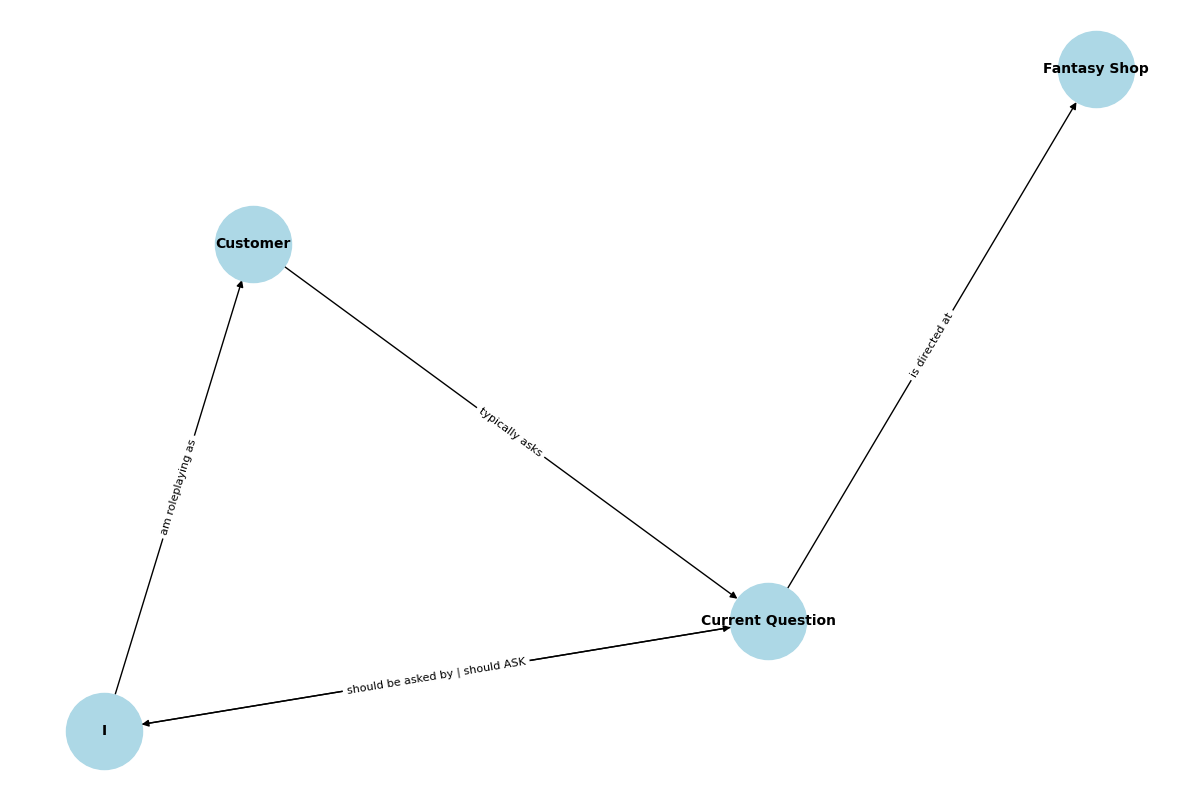 Fantasy Shop
Customer
is directed at
typically asks
am roleplaying as
Current Question
should be asked by | should ASK
I